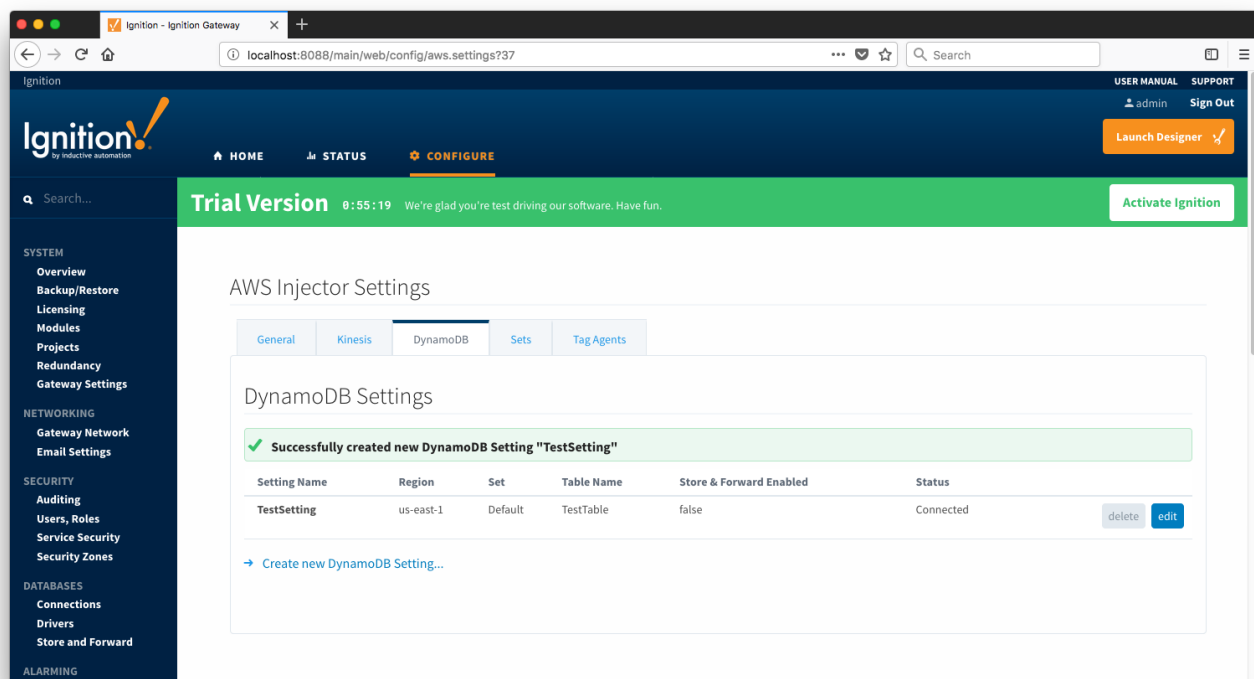 Ignition - Ignition Gateway
localhost:8088/main/web/config/aws.settings?37
Search
Ignition
USER MANUAL SUPPORT
admin Sign Out
Ignition!
by inductive automation
Launch Designer
HOME STATUS CONFIGURE
Search...
Trial Version 0:55:19 We're glad you're test driving our software. Have fun.
Activate Ignition
SYSTEM
Overview
Backup/Restore
Licensing
Modules
Projects
Redundancy
Gateway Settings
NETWORKING
Gateway Network
Email Settings
SECURITY
Auditing
Users, Roles
Service Security
Security Zones
DATABASES
Connections
Drivers
Store and Forward
ALARMING
AWS Injector Settings
General Kinesis DynamoDB Sets Tag Agents
DynamoDB Settings
Successfully created new DynamoDB Setting "TestSetting"
Setting Name Region Set Table Name Store & Forward Enabled Status
TestSetting us-east-1 Default TestTable false Connected delete edit
Create new DynamoDB Setting...